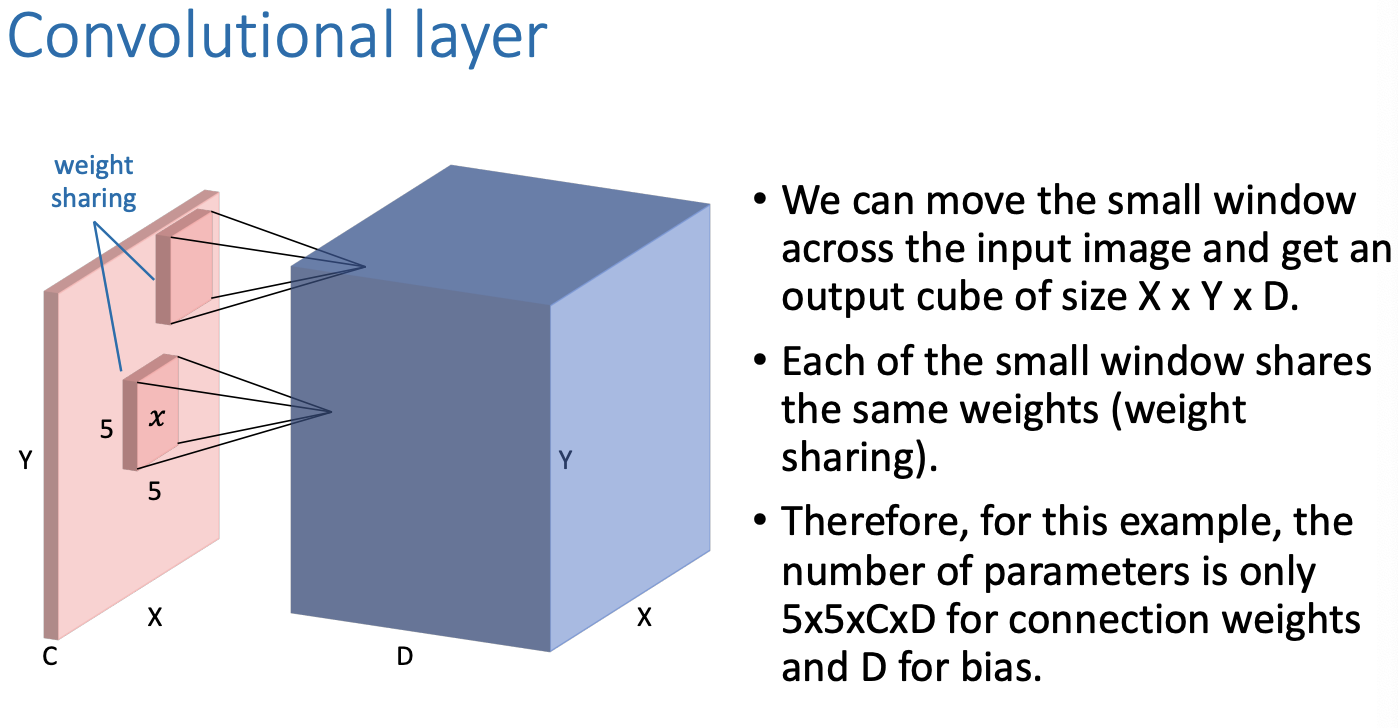 Convolutional layer
weight
sharing
5
x
5
Y
X
C
Y
X
D
• We can move the small window
across the input image and get an
output cube of size X x Y x D.
• Each of the small window shares
the same weights (weight
sharing).
• Therefore, for this example, the
number of parameters is only
5x5xCxD for connection weights
and D for bias.